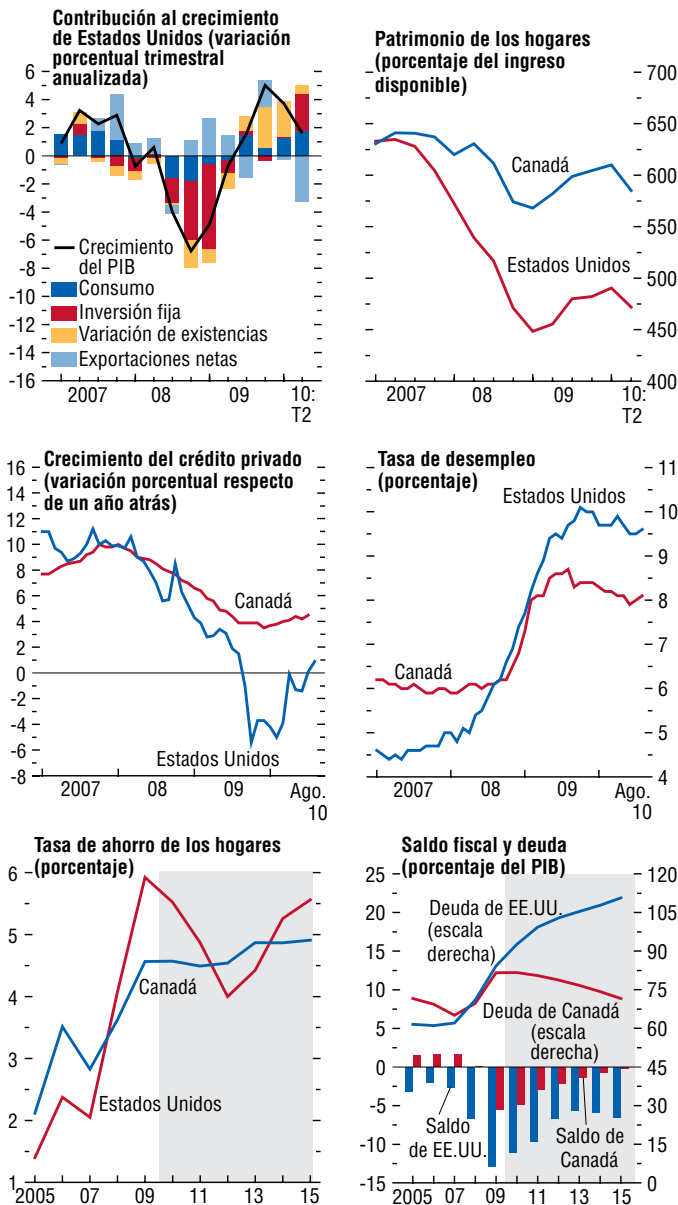 Contribución al crecimiento
de Estados Unidos (variación
porcentual trimestral
anualizada)
6
4
2
0
-2
-4
-6
-8
-10
-12
-14
-16
Crecimiento
del PIB
Consumo
Inversión fija
Variación de existencias
Exportaciones netas
2007 08 09 10:
T2
Patrimonio de los hogares
(porcentaje del ingreso
disponible)
700
650
600
550
500
450
400
Canadá
Estados Unidos
2007 08 09 10:
T2
Crecimiento del crédito privado
(variación porcentual respecto
de un año atrás)
16
14
12
10
8
6
4
2
0
-2
-4
-6
-8
Canadá
Estados Unidos
2007 08 09 Ago.
10
Tasa de desempleo
(porcentaje)
11
10
9
8
7
6
5
4
Estados Unidos
Canadá
2007 08 09 Ago.
10
Tasa de ahorro de los hogares
(porcentaje)
6
5
4
3
2
1
Canadá
Estados Unidos
2005 07 09 11 13 15
Saldo fiscal y deuda
(porcentaje del PIB)
25
20
15
10
5
0
-5
-10
-15
120
105
90
75
60
45
30
15
0
Deuda de EE.UU.
(escala
derecha)
Deuda de Canadá
(escala
derecha)
Saldo
de EE.UU.
Saldo de
Canadá
2005 07 09 11 13 15